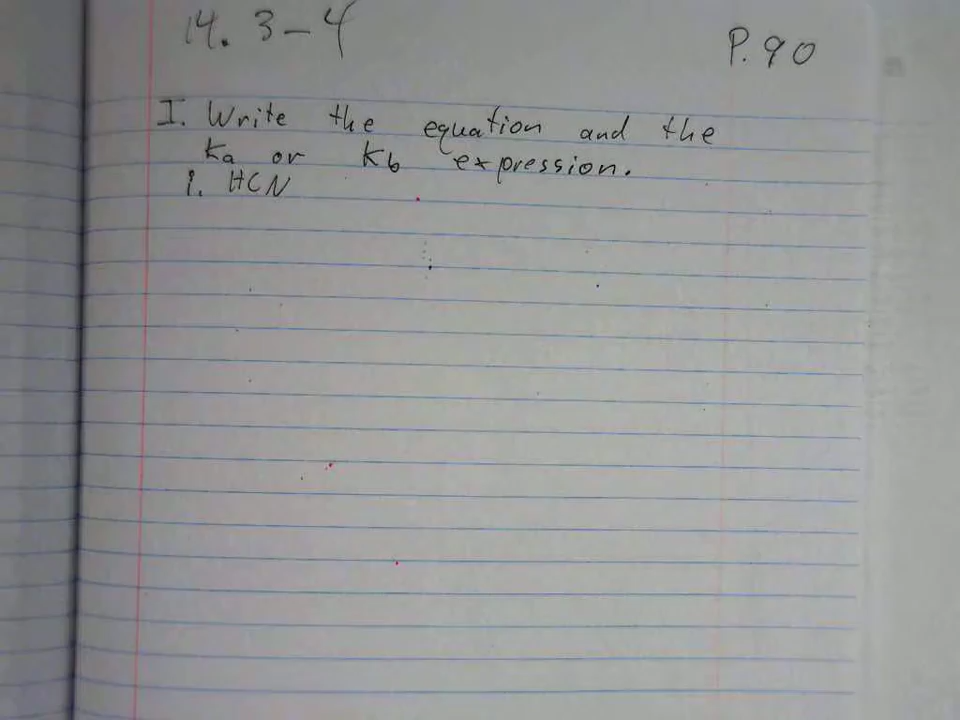 14. 3-4
P. 90
I. Write the equation and the
Ka or Kb expression.
1. HCN